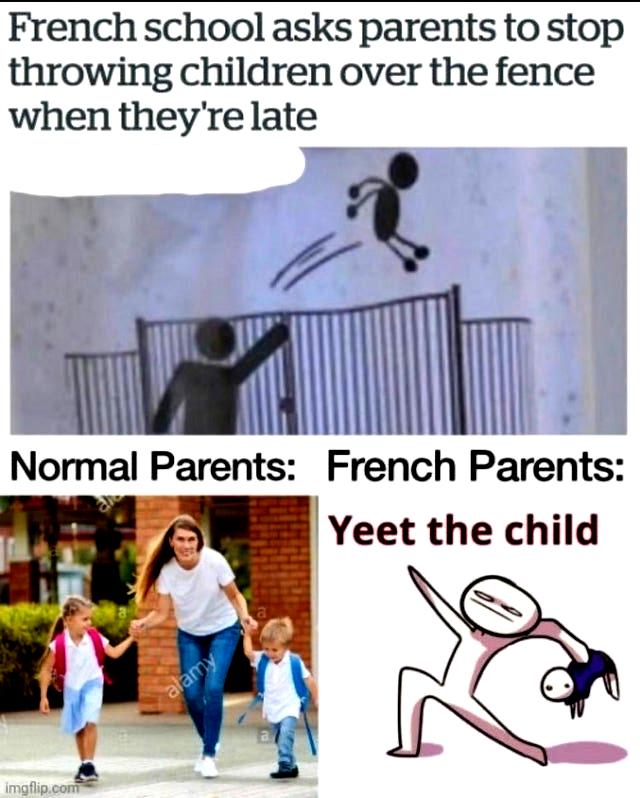 French school asks parents to stop
throwing children over the fence
when they're late
Normal Parents: French Parents:
Yeet the child
a
alamy
a
a
a
imgflip.com